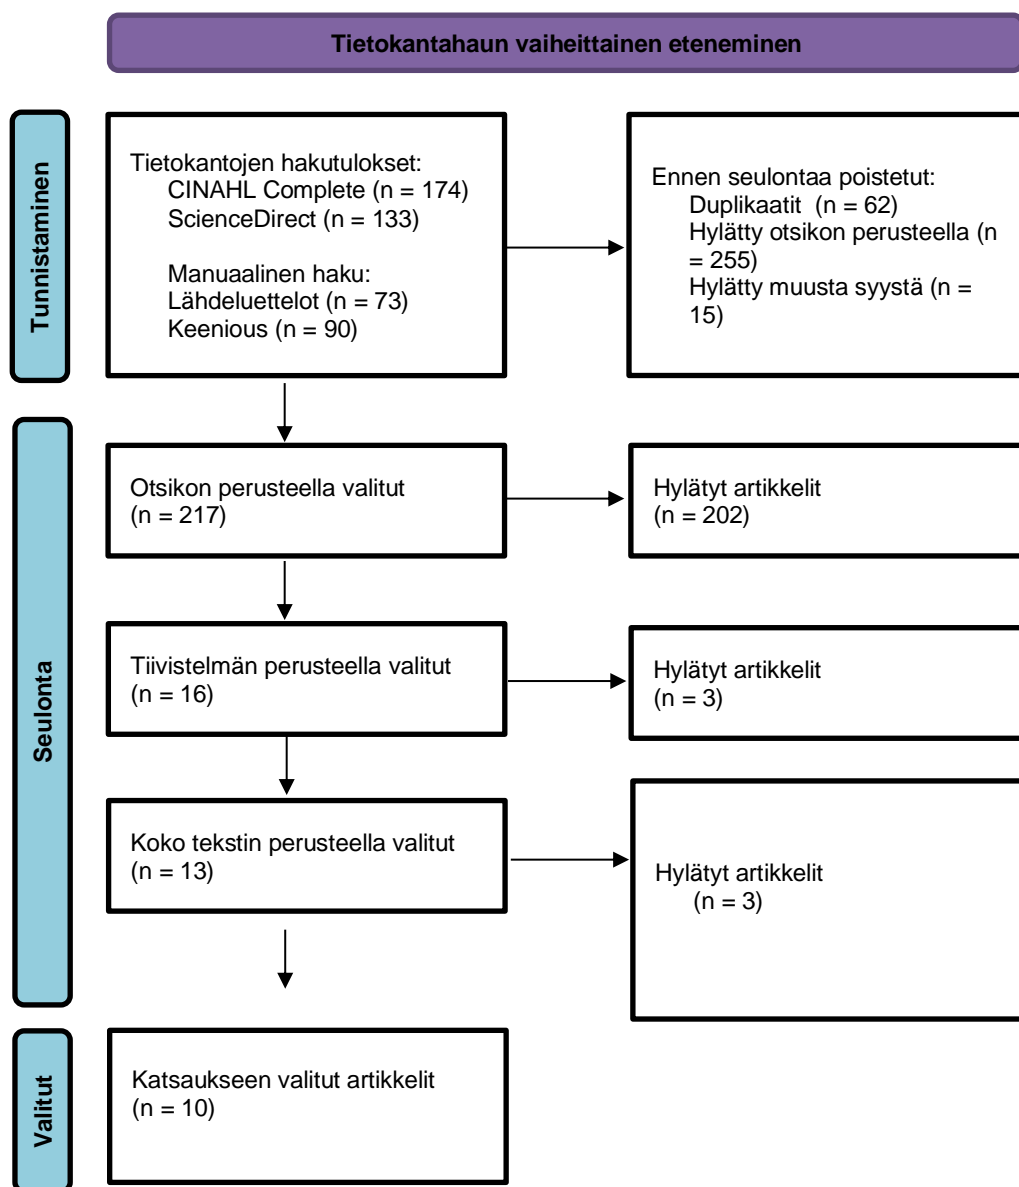 Tietokantahaun vaiheittainen eteneminen
Tunnistaminen
Tietokantojen hakutulokset:
CINAHL Complete (n = 174)
ScienceDirect (n = 133)
Manuaalinen haku:
Lähdeluettelot (n = 73)
Keenious (n = 90)
Ennen seulontaa poistetut:
Duplikaatit  (n = 62)
Hylätty otsikon perusteella (n
= 255)
Hylätty muusta syystä (n =
15)
Seulonta
Otsikon perusteella valitut
(n = 217)
Hylätyt artikkelit
(n = 202)
Tiivistelmän perusteella valitut
(n = 16)
Hylätyt artikkelit
(n = 3)
Koko tekstin perusteella valitut
(n = 13)
Hylätyt artikkelit
(n = 3)
Valitut
Katsaukseen valitut artikkelit
(n = 10)